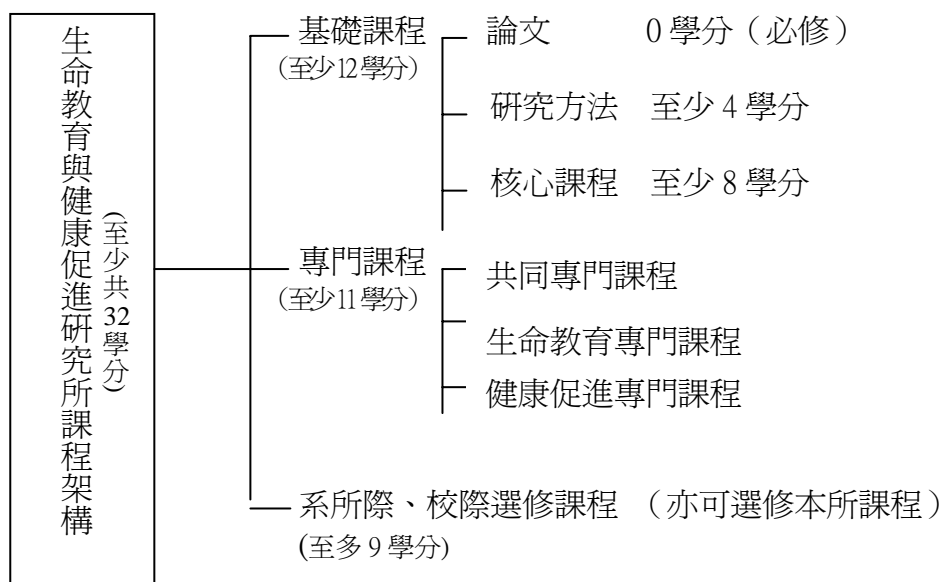 生命教育與健康促進研究所課程架構
(至少共32學分)
基礎課程
(至少12學分)
論文 0學分(必修)
研究方法 至少4學分
核心課程 至少8學分
專門課程
(至少11學分)
共同專門課程
生命教育專門課程
健康促進專門課程
系所際、校際選修課程 (亦可選修本所課程)
(至多9學分)